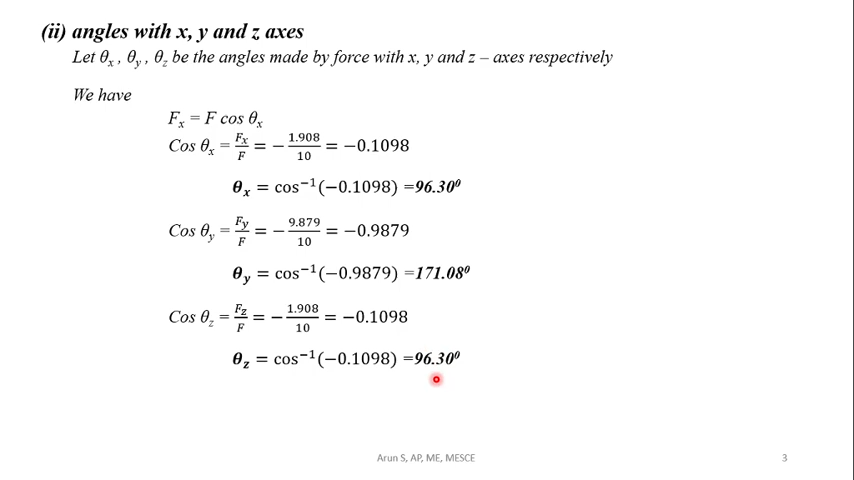 (ii) angles with x, y and z axes
Let θx , θy , θz be the angles made by force with x, y and z – axes respectively
We have
Fx = F cos θx
Cos θx = Fx/F = −1.908/10 = −0.1098
θx = cos⁻¹(−0.1098) =96.30⁰
Cos θy = Fy/F = −9.879/10 = −0.9879
θy = cos⁻¹(−0.9879) =171.08⁰
Cos θz = Fz/F = −1.908/10 = −0.1098
θz = cos⁻¹(−0.1098) =96.30⁰
Arun S, AP, ME, MESCE
3